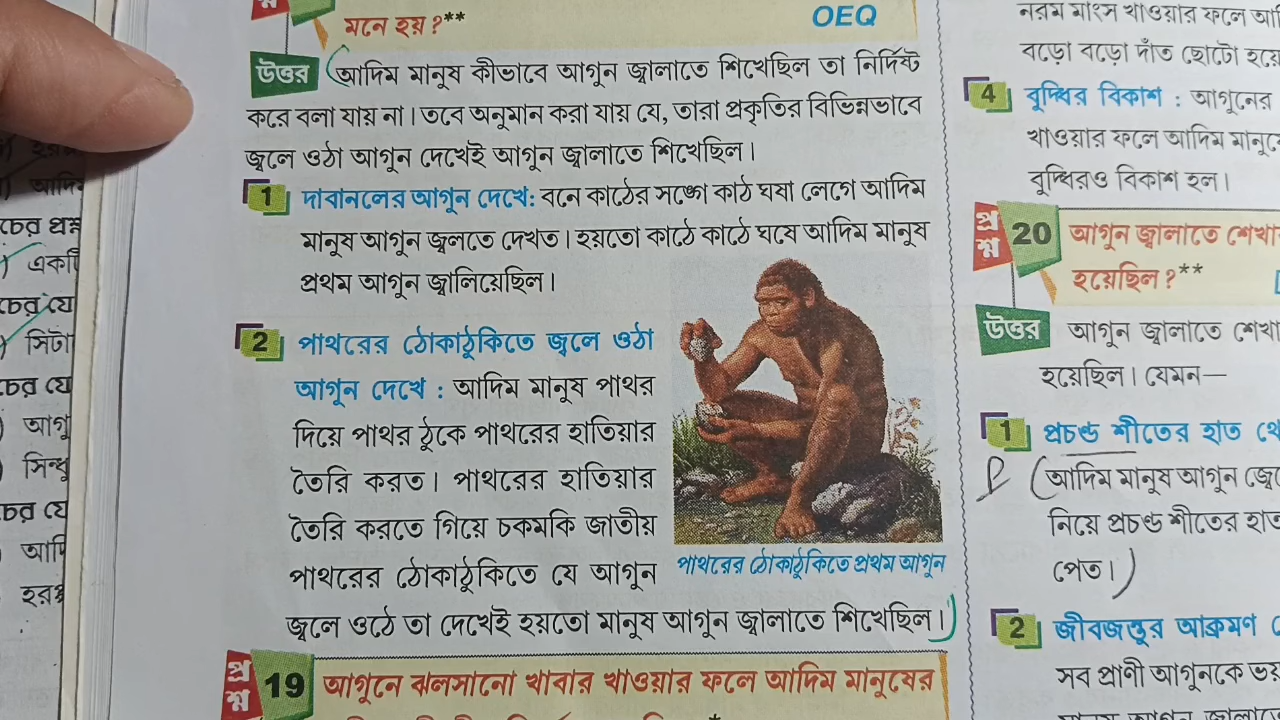 প্র
শ্ন
মনে হয় ?**
OEQ
উত্তর
আদিম মানুষ কীভাবে আগুন জ্বালাতে শিখেছিল তা নির্দিষ্ট
করে বলা যায় না। তবে অনুমান করা যায় যে, তারা প্রকৃতির বিভিন্নভাবে
জ্বলে ওঠা আগুন দেখেই আগুন জ্বালাতে শিখেছিল।
1 দাবানলের আগুন দেখে: বনে কাঠের সঙ্গে কাঠ ঘষা লেগে আদিম
মানুষ আগুন জ্বলতে দেখত। হয়তো কাঠে কাঠে ঘষে আদিম মানুষ
প্রথম আগুন জ্বালিয়েছিল।
2 পাথরের ঠোকাঠুকিতে জ্বলে ওঠা
আগুন দেখে : আদিম মানুষ পাথর
দিয়ে পাথর ঠুকে পাথরের হাতিয়ার
তৈরি করত। পাথরের হাতিয়ার
তৈরি করতে গিয়ে চকমকি জাতীয়
পাথরের ঠোকাঠুকিতে যে আগুন
জ্বলে ওঠে তা দেখেই হয়তো মানুষ আগুন জ্বালাতে শিখেছিল।
পাথরের ঠোকাঠুকিতে প্রথম আগুন
প্রশ্ন 19 আগুনে ঝলসানো খাবার খাওয়ার ফলে আদিম মানুষের
নরম মাংস খাওয়ার ফলে
বড়ো বড়ো দাঁত ছোটো হয়ে
4 বুদ্ধির বিকাশ : আগুনের
খাওয়ার ফলে আদিম
বুদ্ধিরও বিকাশ হল।
প্রশ্ন 20 আগুন জ্বালাতে শেখা
হয়েছিল ?**
উত্তর আগুন জ্বালাতে শেখা
হয়েছিল। যেমন—
1 প্রচণ্ড শীতের হাত
আদিম মানুষ আগুন
নিয়ে প্রচণ্ড শীতের
পেত।
2 জীবজন্তুর আক্রমণ
সব প্রাণী আগুনকে
প্রশ্ন
একটি
চের যে
সিটা
চের যে
আগু
সিন্ধু
চের যে